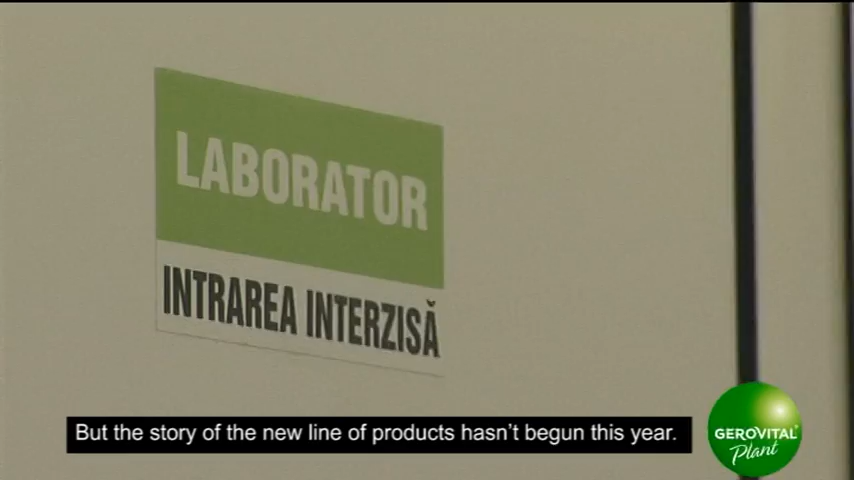 LABORATOR
INTRAREA INTERZISĂ
But the story of the new line of products hasn't begun this year.
GEROVITAL®
Plant